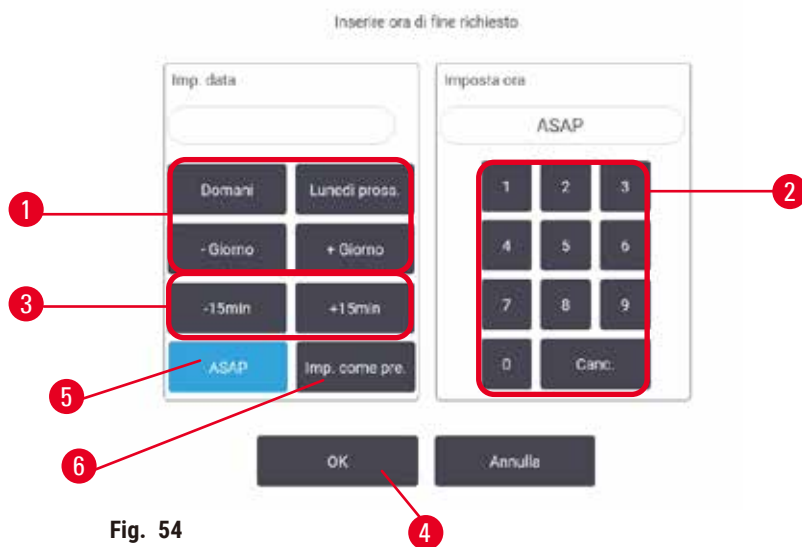 Inserire ora di fine richiesto
Imp. data
Imposta ora
ASAP
Domani
Lunedì pross.
- Giorno
+ Giorno
-15min
+15min
ASAP
Imp. come pre.
1 2 3
4 5 6
7 8 9
0 Canc.
OK
Annulla
1
2
3
5
6
4
Fig. 54